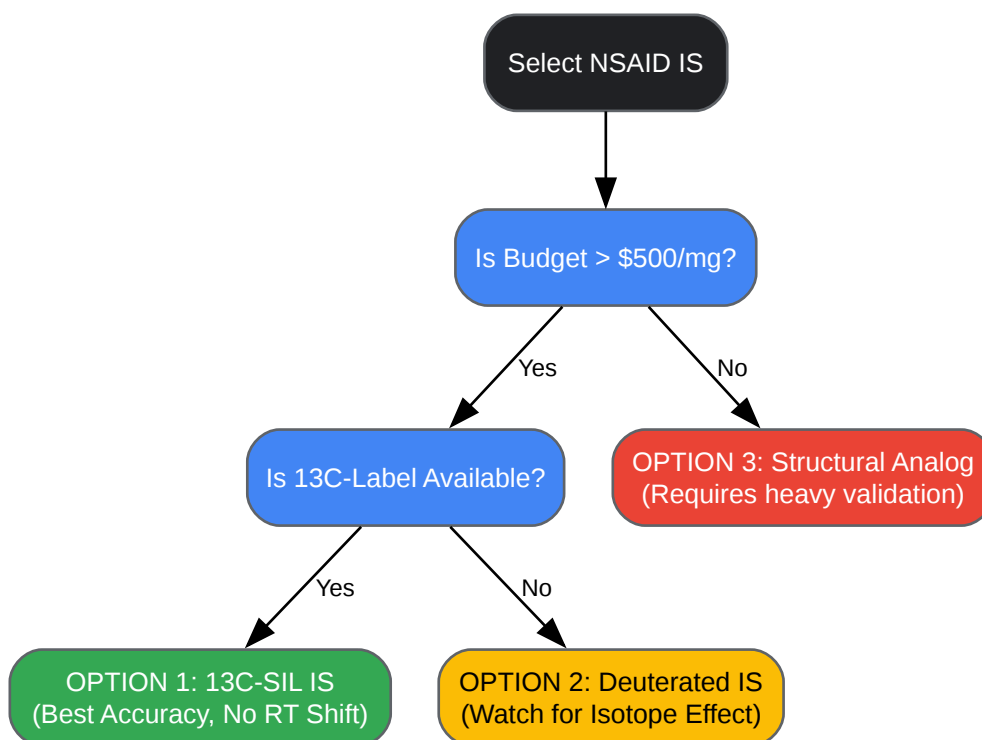 Select NSAID IS
Is Budget > $500/mg?
Yes
No
Is 13C-Label Available?
OPTION 3: Structural Analog
(Requires heavy validation)
Yes
No
OPTION 1: 13C-SIL IS
(Best Accuracy, No RT Shift)
OPTION 2: Deuterated IS
(Watch for Isotope Effect)